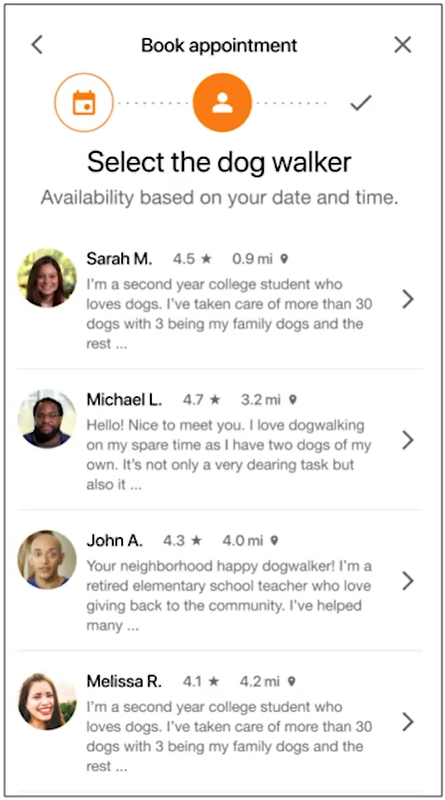 Book appointment
Select the dog walker
Availability based on your date and time.
Sarah M. 4.5 ★ 0.9 mi
I'm a second year college student who
loves dogs. I've taken care of more than 30
dogs with 3 being my family dogs and the
rest ...
Michael L. 4.7 ★ 3.2 mi
Hello! Nice to meet you. I love dogwalking
on my spare time as I have two dogs of my
own. It's not only a very dearing task but
also it ...
John A. 4.3 ★ 4.0 mi
Your neighborhood happy dogwalker! I'm a
retired elementary school teacher who love
giving back to the community. I've helped
many ...
Melissa R. 4.1 ★ 4.2 mi
I'm a second year college student who
loves dogs. I've taken care of more than 30
dogs with 3 being my family dogs and the
rest ...